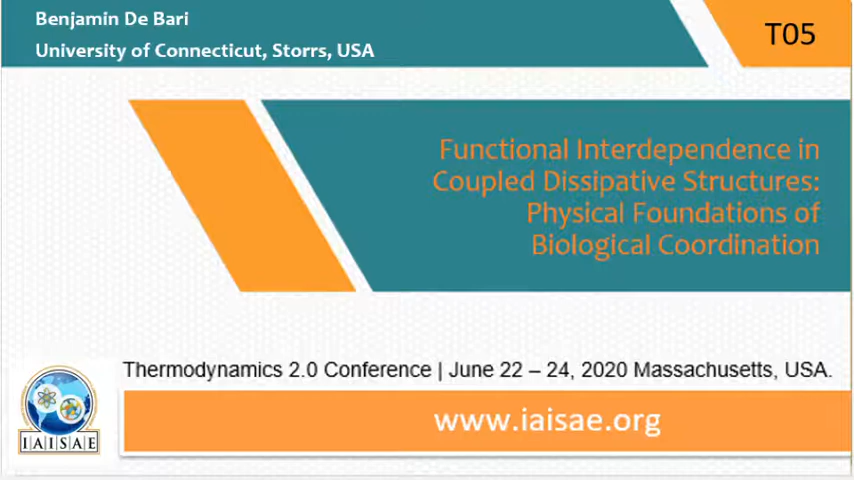 Benjamin De Bari
University of Connecticut, Storrs, USA
T05
Functional Interdependence in
Coupled Dissipative Structures:
Physical Foundations of
Biological Coordination
Thermodynamics 2.0 Conference | June 22 – 24, 2020 Massachusetts, USA.
IAISAE
www.iaisae.org